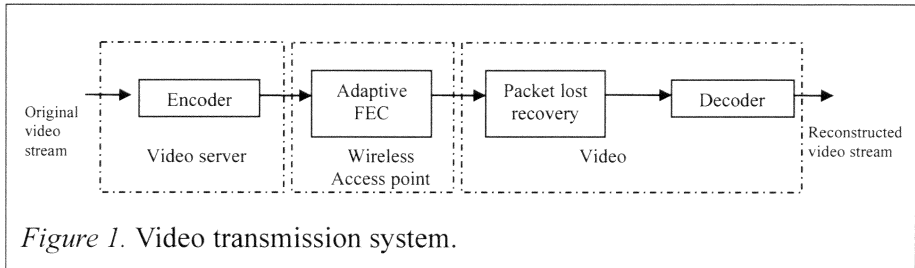 Original
video
stream
Encoder
Video server
Adaptive
FEC
Wireless
Access point
Packet lost
recovery
Decoder
Video
Reconstructed
video stream
Figure 1. Video transmission system.